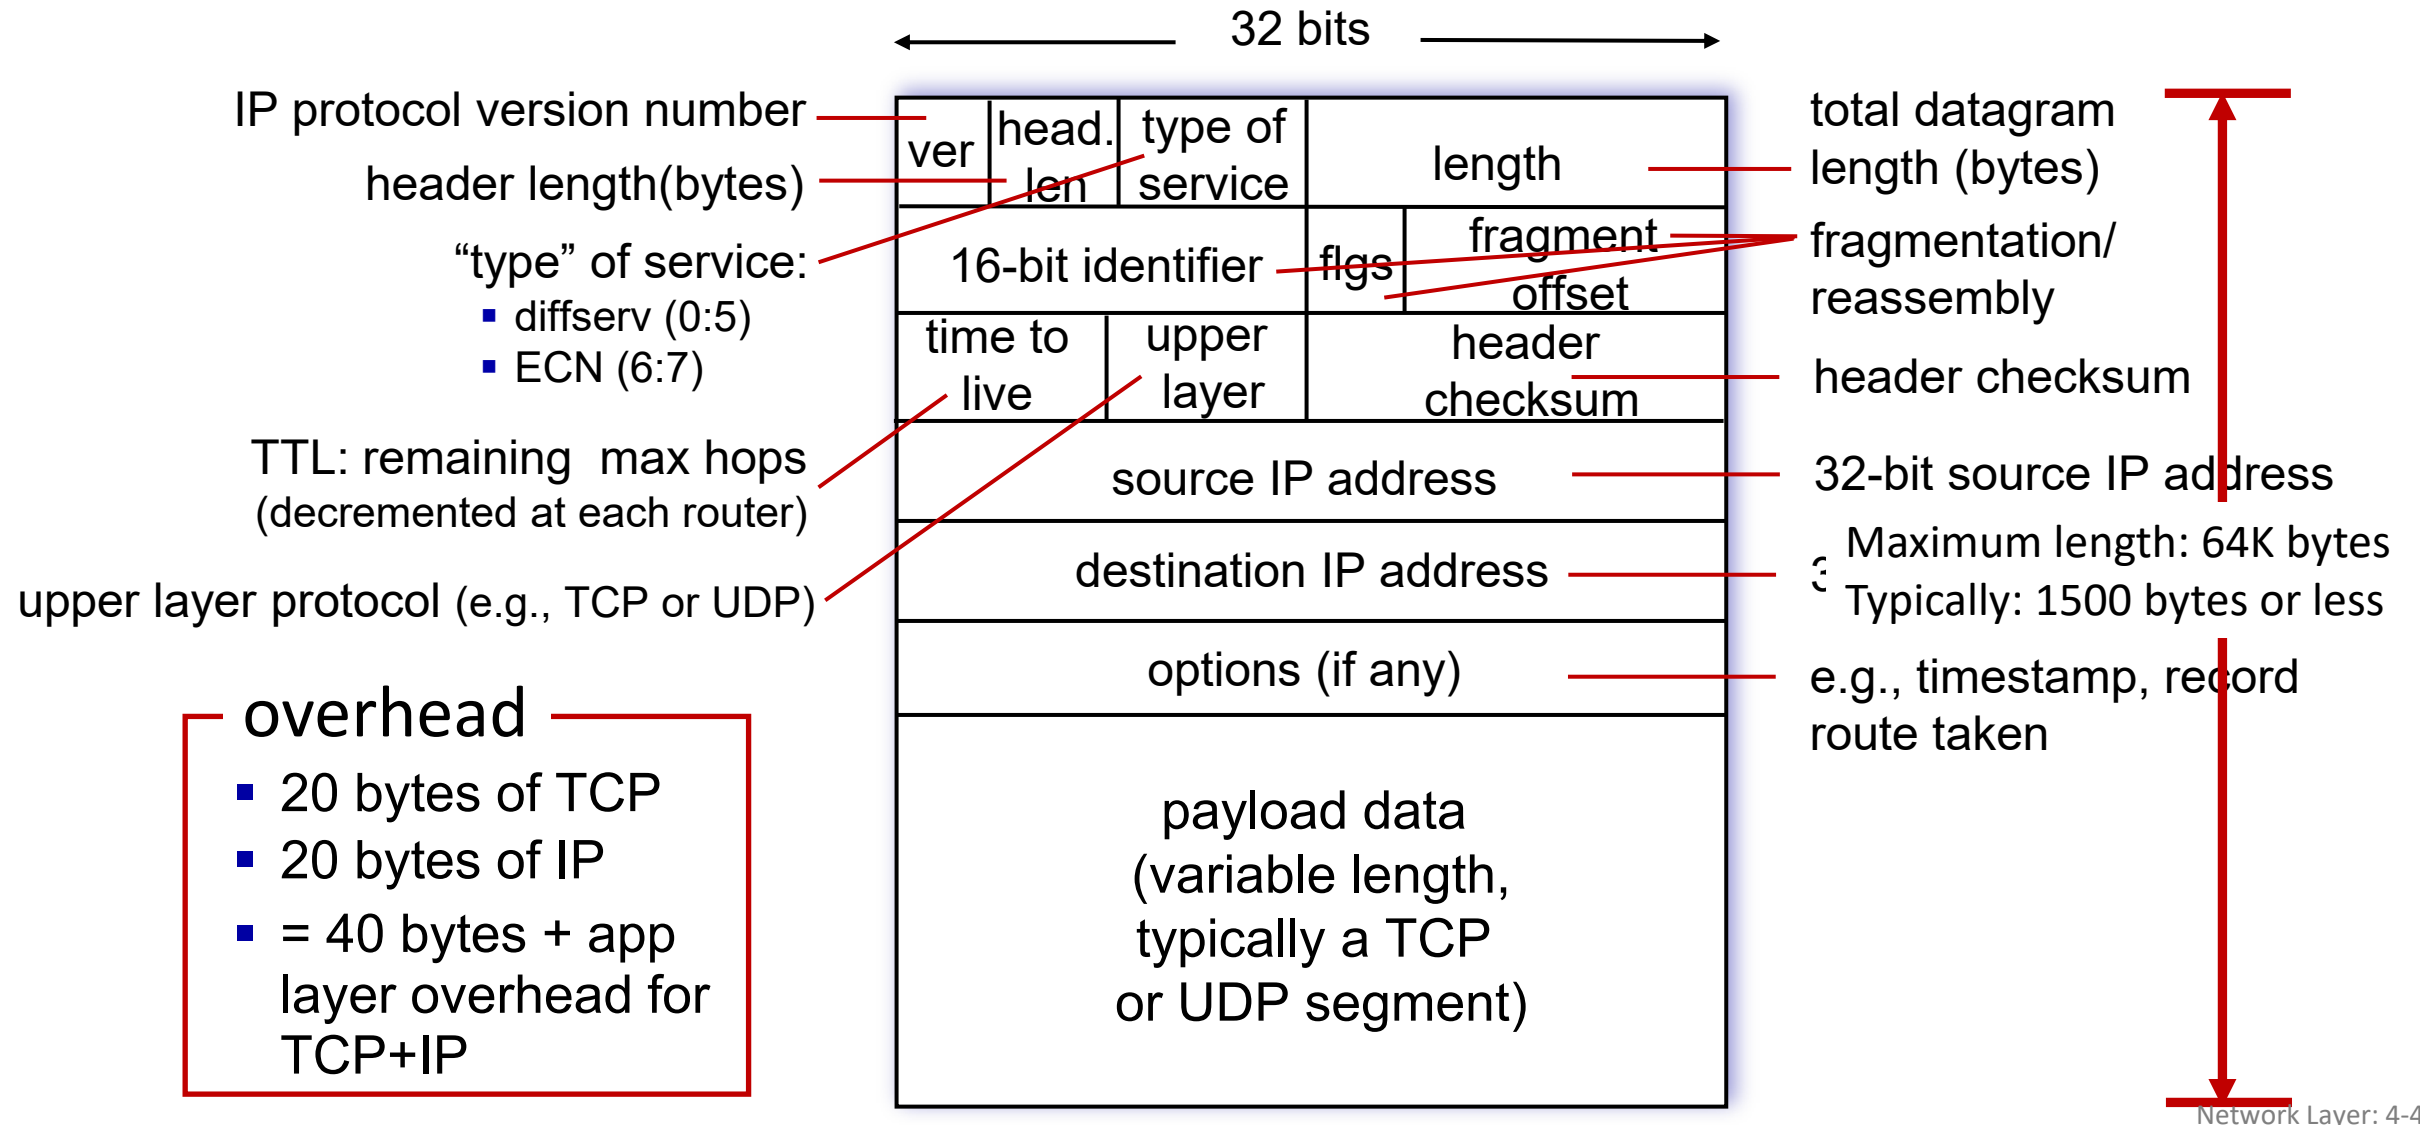 32 bits
IP protocol version number
header length(bytes)
“type” of service:
diffserv (0:5)
ECN (6:7)
TTL: remaining  max hops
(decremented at each router)
upper layer protocol (e.g., TCP or UDP)
overhead
20 bytes of TCP
20 bytes of IP
= 40 bytes + app
layer overhead for
TCP+IP
ver
head.
len
type of
service
length
16-bit identifier
flgs
fragment
offset
time to
live
upper
layer
header
checksum
source IP address
destination IP address
options (if any)
payload data
(variable length,
typically a TCP
or UDP segment)
total datagram
length (bytes)
fragmentation/
reassembly
header checksum
32-bit source IP address
Maximum length: 64K bytes
Typically: 1500 bytes or less
e.g., timestamp, record
route taken
Network Layer: 4-4